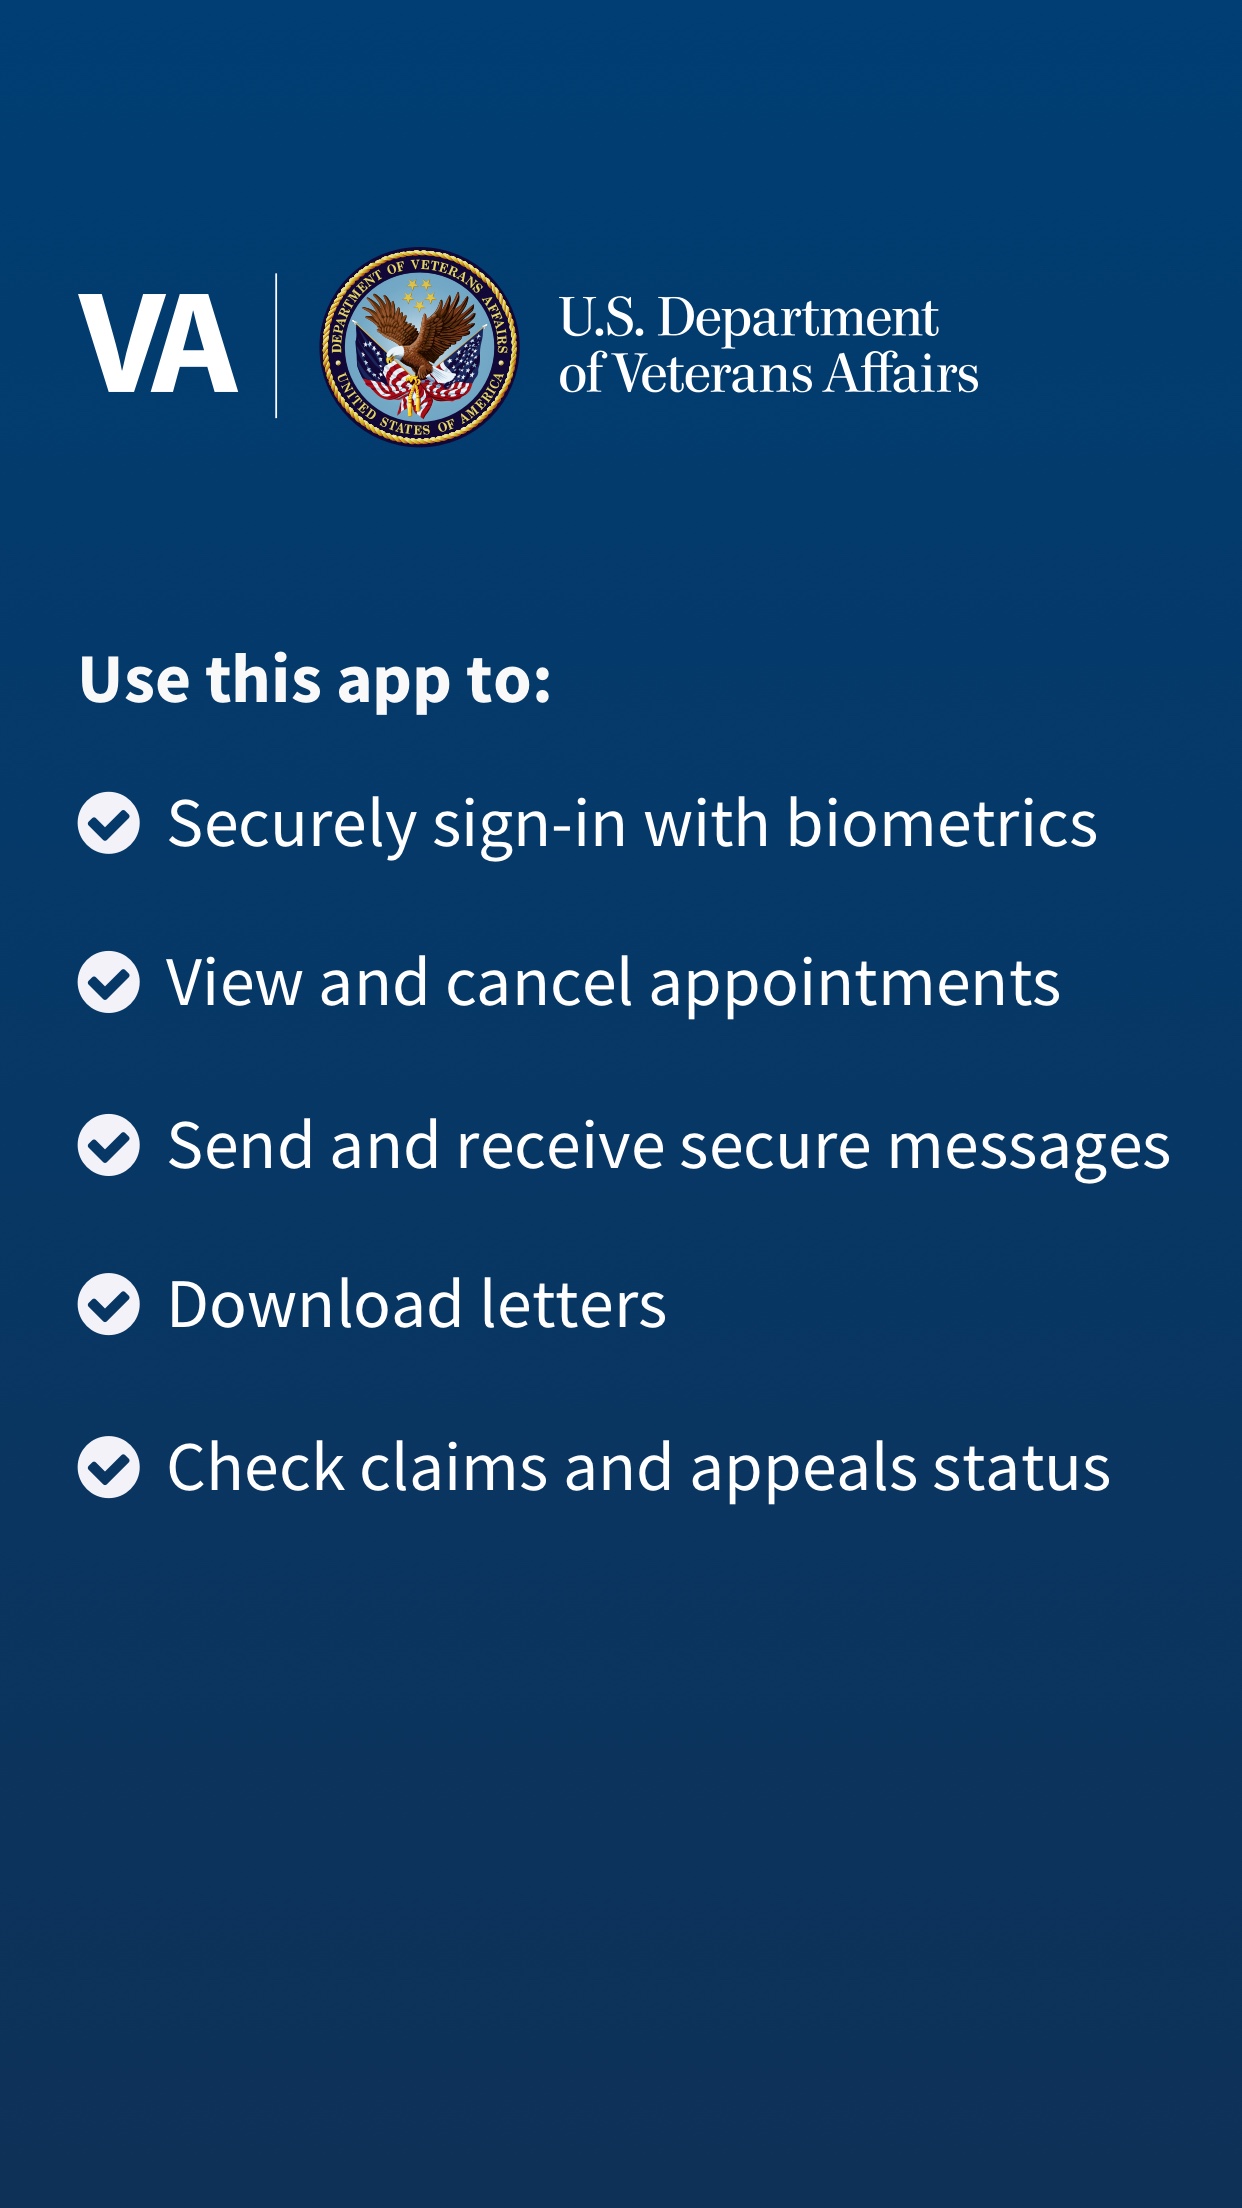 VA
DEPARTMENT OF VETERANS AFFAIRS
UNITED STATES OF AMERICA
U.S. Department
of Veterans Affairs
Use this app to:
Securely sign-in with biometrics
View and cancel appointments
Send and receive secure messages
Download letters
Check claims and appeals status